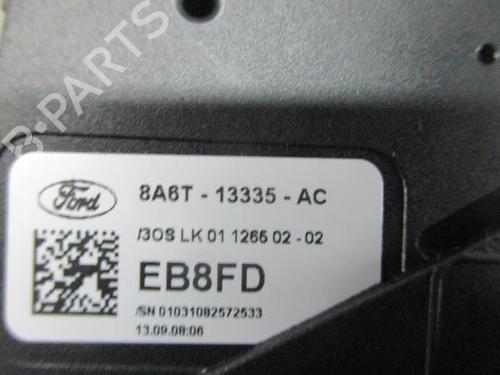 B-PARTS
Ford
8A6T - 13335 - AC
/3OS LK 01 1266 02 - 02
EB8FD
/SN 01031082572533
13.09.08:06